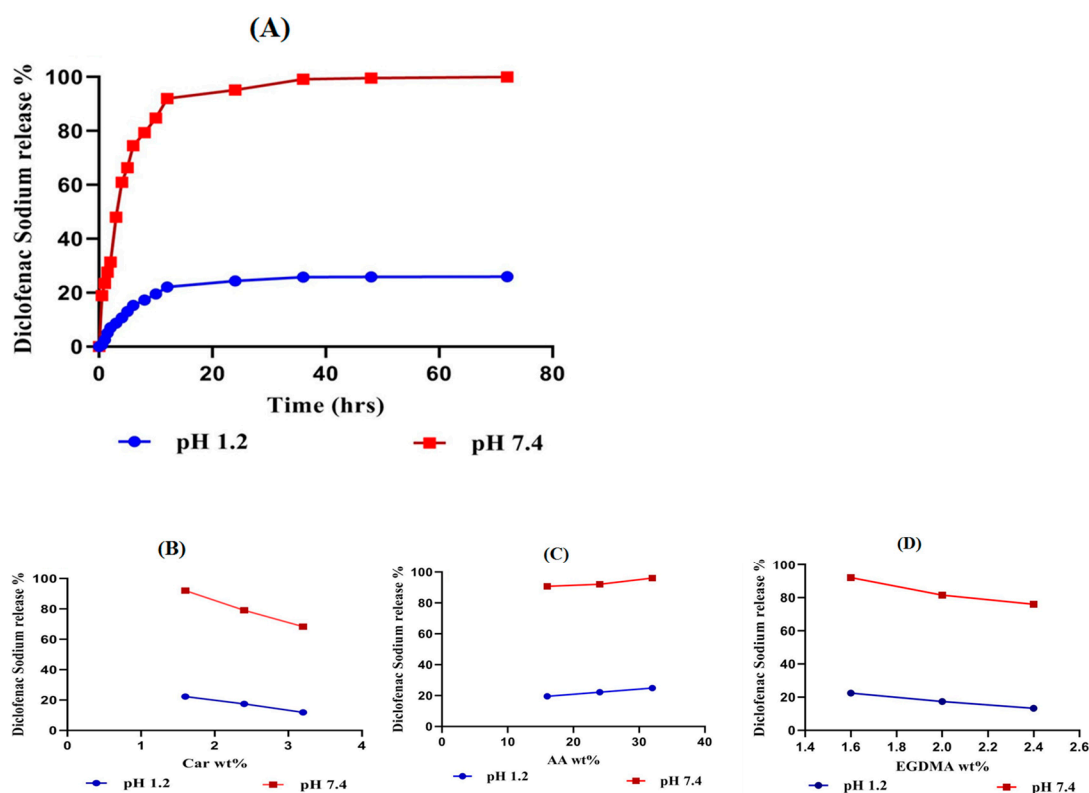 (A)
Diclofenac Sodium release %
100
80
60
40
20
0
0 20 40 60 80
Time (hrs)
pH 1.2 pH 7.4
(B)
Diclofenac Sodium release %
100
80
60
40
20
0
0 1 2 3 4
Car wt%
pH 1.2 pH 7.4
(C)
Diclofenac Sodium release %
100
80
60
40
20
0
0 10 20 30 40
AA wt%
pH 1.2 pH 7.4
(D)
Diclofenac Sodium release %
100
80
60
40
20
0
1.4 1.6 1.8 2.0 2.2 2.4 2.6
EGDMA wt%
pH 1.2 pH 7.4